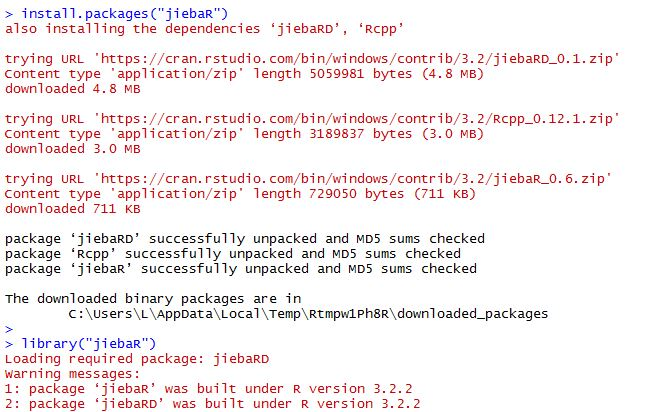 > install.packages("jiebaR")
also installing the dependencies ‘jiebaRD’, ‘Rcpp’
trying URL 'https://cran.rstudio.com/bin/windows/contrib/3.2/jiebaRD_0.1.zip'
Content type 'application/zip' length 5059981 bytes (4.8 MB)
downloaded 4.8 MB
trying URL 'https://cran.rstudio.com/bin/windows/contrib/3.2/Rcpp_0.12.1.zip'
Content type 'application/zip' length 3189837 bytes (3.0 MB)
downloaded 3.0 MB
trying URL 'https://cran.rstudio.com/bin/windows/contrib/3.2/jiebaR_0.6.zip'
Content type 'application/zip' length 729050 bytes (711 KB)
downloaded 711 KB
package ‘jiebaRD’ successfully unpacked and MD5 sums checked
package ‘Rcpp’ successfully unpacked and MD5 sums checked
package ‘jiebaR’ successfully unpacked and MD5 sums checked
The downloaded binary packages are in
C:\Users\L\AppData\Local\Temp\Rtmpw1Ph8R\downloaded_packages
>
> library("jiebaR")
Loading required package: jiebaRD
Warning messages:
1: package ‘jiebaR’ was built under R version 3.2.2
2: package ‘jiebaRD’ was built under R version 3.2.2